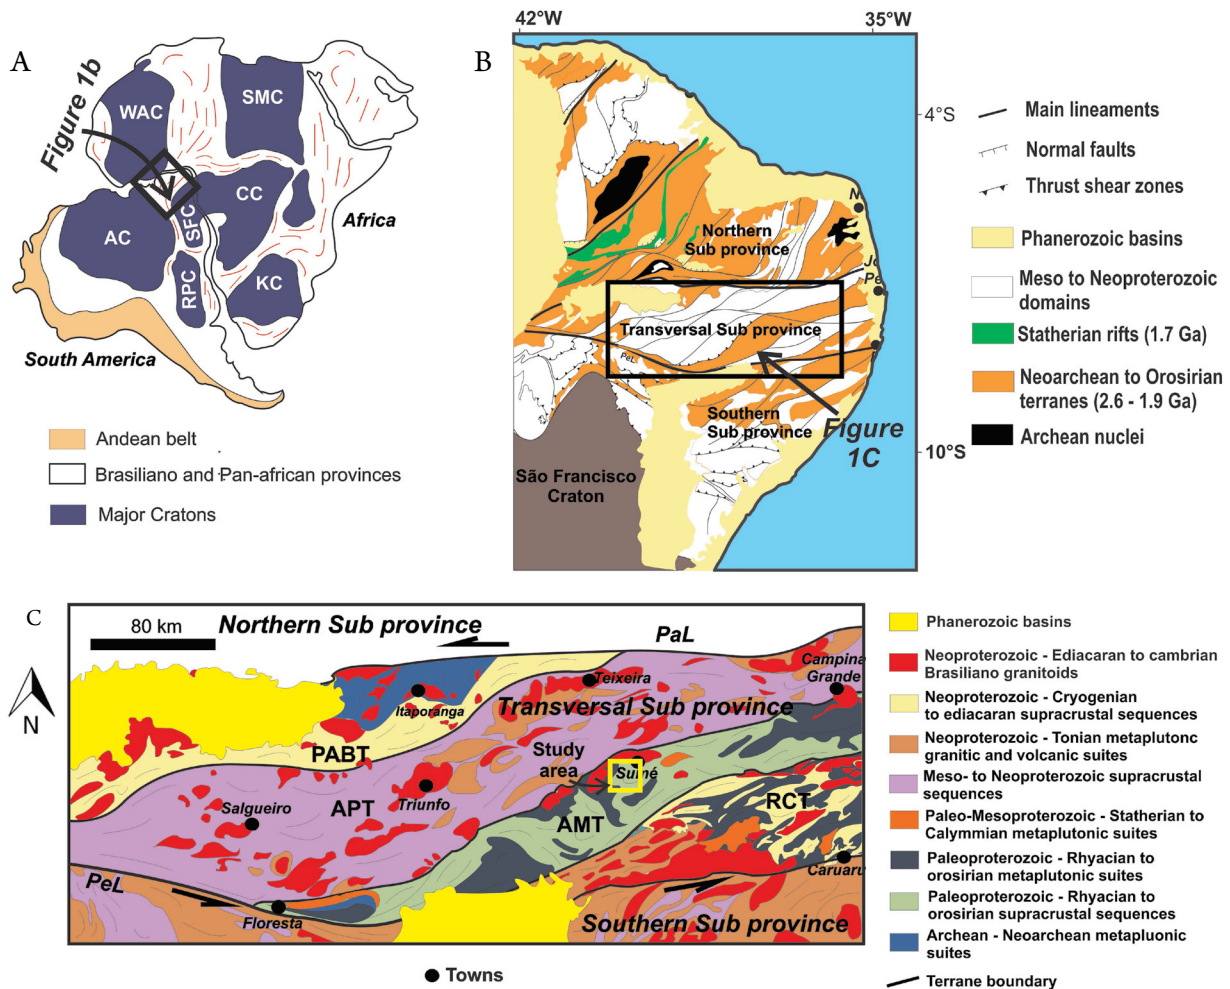 A
Figure 1b
WAC
SMC
CC
AC
SFC
RPC
KC
Africa
South America
Andean belt
Brasiliano and Pan-african provinces
Major Cratons
B
42°W
35°W
4°S
10°S
N
Northern
Sub province
Jo
Pe
Transversal Sub province
PeL
Southern
Sub province
Figure
1C
São Francisco
Craton
Main lineaments
Normal faults
Thrust shear zones
Phanerozoic basins
Meso to Neoproterozoic
domains
Statherian rifts (1.7 Ga)
Neoarchean to Orosirian
terranes (2.6 - 1.9 Ga)
Archean nuclei
C
N
80 km
Northern Sub province
PaL
Campina
Grande
Teixeira
Itaporanga
Transversal Sub province
PABT
Study
area
Sumé
Salgueiro
APT
Triunfo
AMT
RCT
PeL
Floresta
Caruaru
Southern Sub province
Towns
Phanerozoic basins
Neoproterozoic - Ediacaran to cambrian
Brasiliano granitoids
Neoproterozoic - Cryogenian
to ediacaran supracrustal sequences
Neoproterozoic - Tonian metaplutonc
granitic and volcanic suites
Meso- to Neoproterozoic supracrustal
sequences
Paleo-Mesoproterozoic - Statherian to
Calymmian metaplutonic suites
Paleoproterozoic - Rhyacian to
orosirian metaplutonic suites
Paleoproterozoic - Rhyacian to
orosirian supracrustal sequences
Archean - Neoarchean metapluonic
suites
Terrane boundary